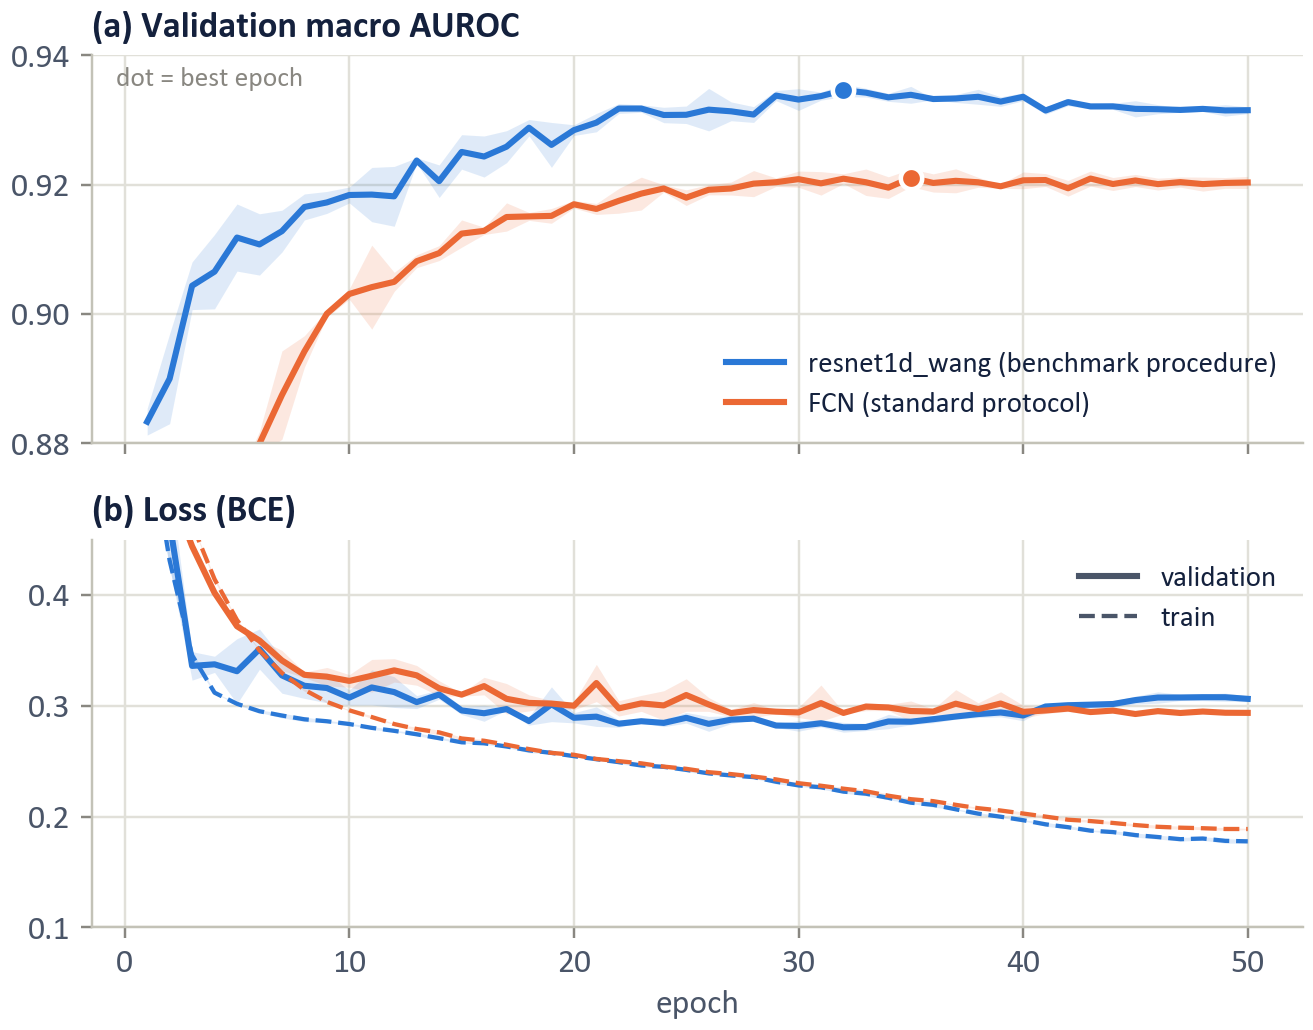 (a) Validation macro AUROC
0.94
dot = best epoch
0.92
0.90
resnet1d_wang (benchmark procedure)
FCN (standard protocol)
0.88
(b) Loss (BCE)
validation
0.4
train
0.3
0.2
0.1
0 10 20 30 40 50
epoch